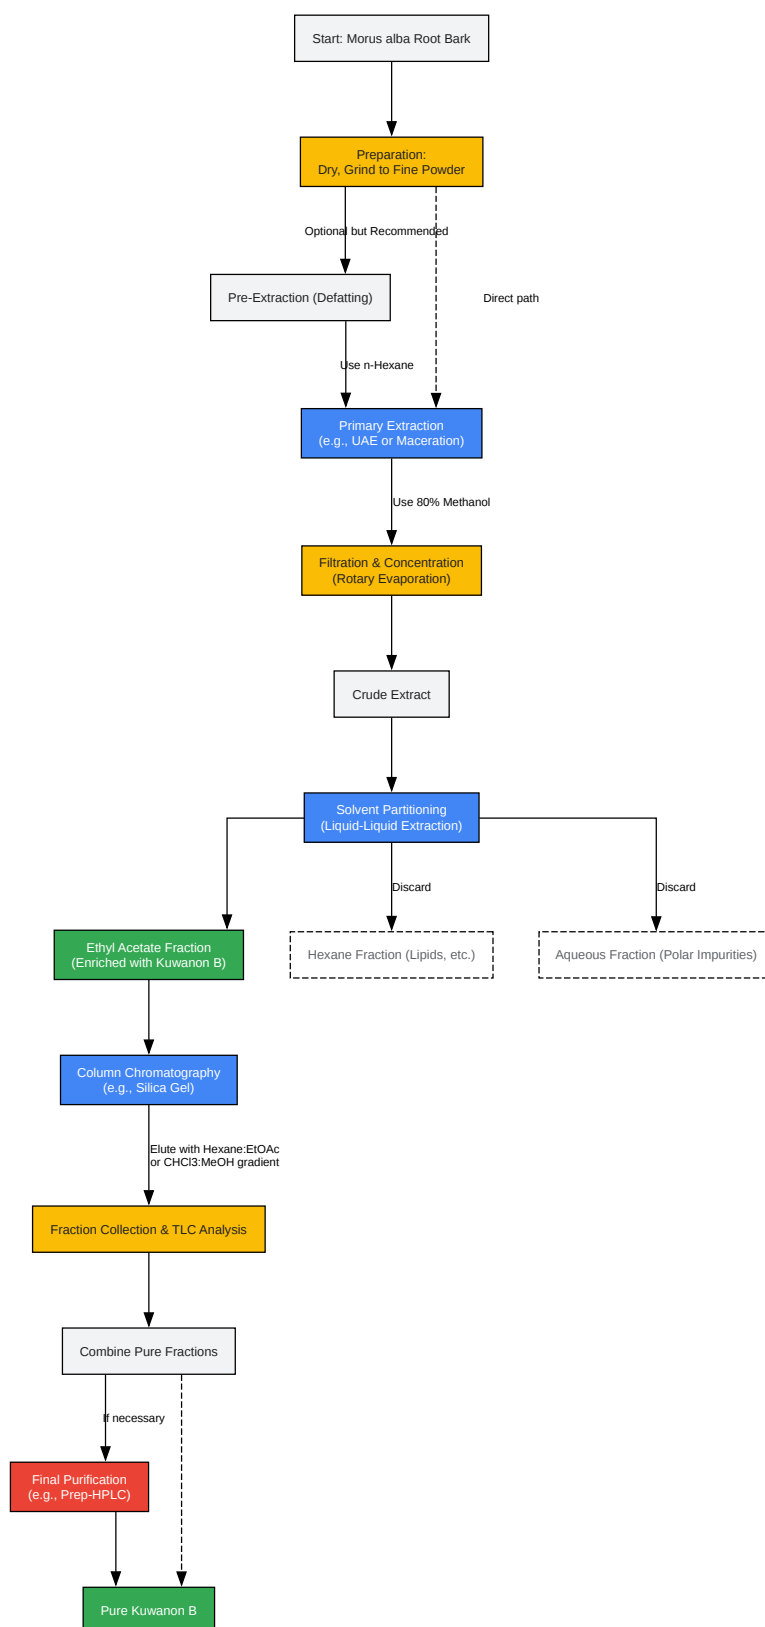 Start: Morus alba Root Bark
Preparation:
Dry, Grind to Fine Powder
Optional but Recommended
Pre-Extraction (Defatting)
Direct path
Use n-Hexane
Primary Extraction
(e.g., UAE or Maceration)
Use 80% Methanol
Filtration & Concentration
(Rotary Evaporation)
Crude Extract
Solvent Partitioning
(Liquid-Liquid Extraction)
Discard
Discard
Ethyl Acetate Fraction
(Enriched with Kuwanon B)
Hexane Fraction (Lipids, etc.)
Aqueous Fraction (Polar Impurities)
Column Chromatography
(e.g., Silica Gel)
Elute with Hexane:EtOAc
or CHCl3:MeOH gradient
Fraction Collection & TLC Analysis
Combine Pure Fractions
If necessary
Final Purification
(e.g., Prep-HPLC)
Pure Kuwanon B